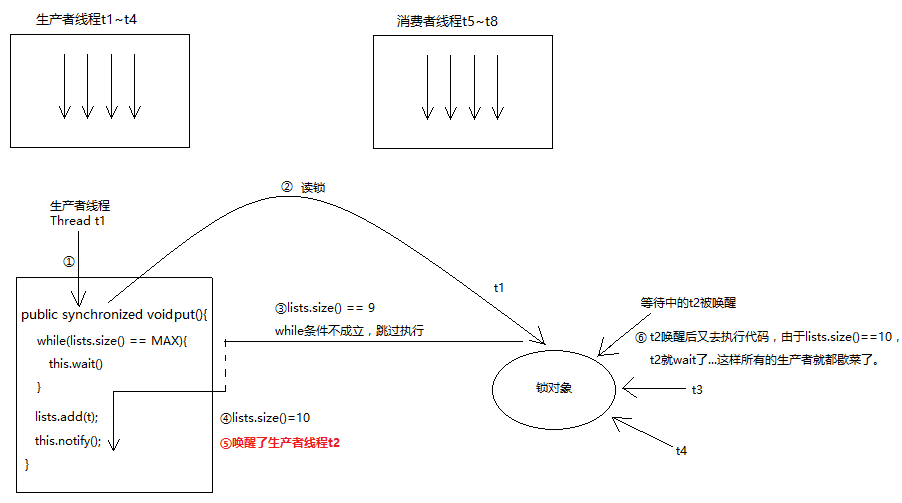 生产者线程t1~t4
消费者线程t5~t8
② 读锁
生产者线程
Thread t1
①
t1
③lists.size() == 9
while条件不成立，跳过执行
等待中的t2被唤醒
⑥ t2唤醒后又去执行代码，由于lists.size()==10，
t2就wait了...这样所有的生产者就都歇菜了。
public synchronized voidput(){
while(lists.size() == MAX){
this.wait()
}
lists.add(t);
this.notify();
}
④lists.size()=10
⑤唤醒了生产者线程t2
锁对象
t3
t4